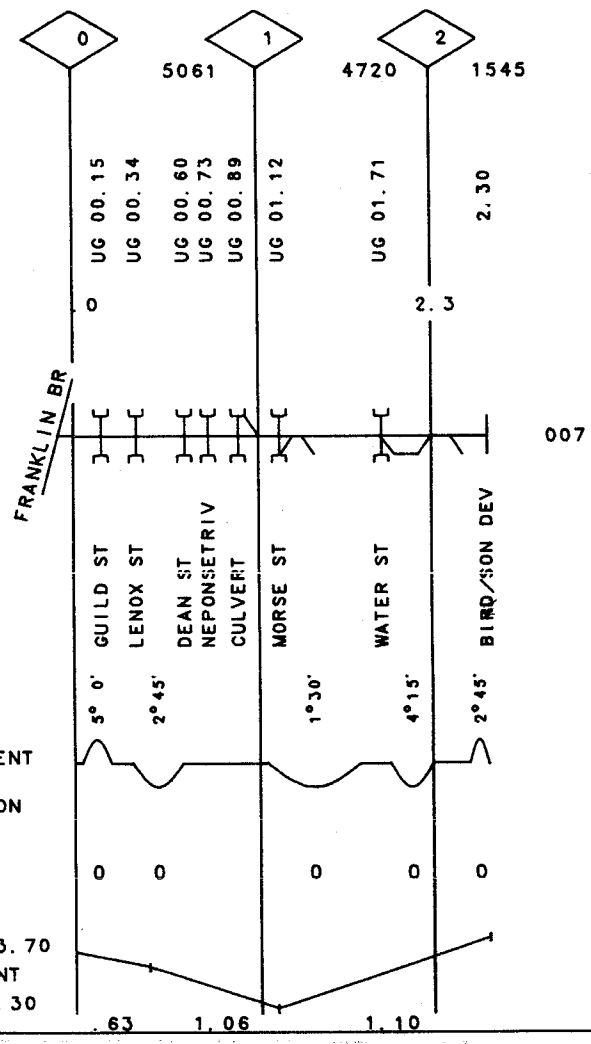 0 1 2
5061 4720 1545
UG 00.15
UG 00.34
UG 00.60
UG 00.73
UG 00.89
UG 01.12
UG 01.71
2.30
0 2.3
FRANKLIN BR
007
GUILD ST
LENOX ST
DEAN ST
NEPONSETRIV
CULVERT
MORSE ST
WATER ST
BIRD/SON DEV
5° 0'
2°45'
1°30'
4°15'
2°45'
ENT
ON
0 0 0 0 0
3.70
NT
.30
.63 1.06 1.10